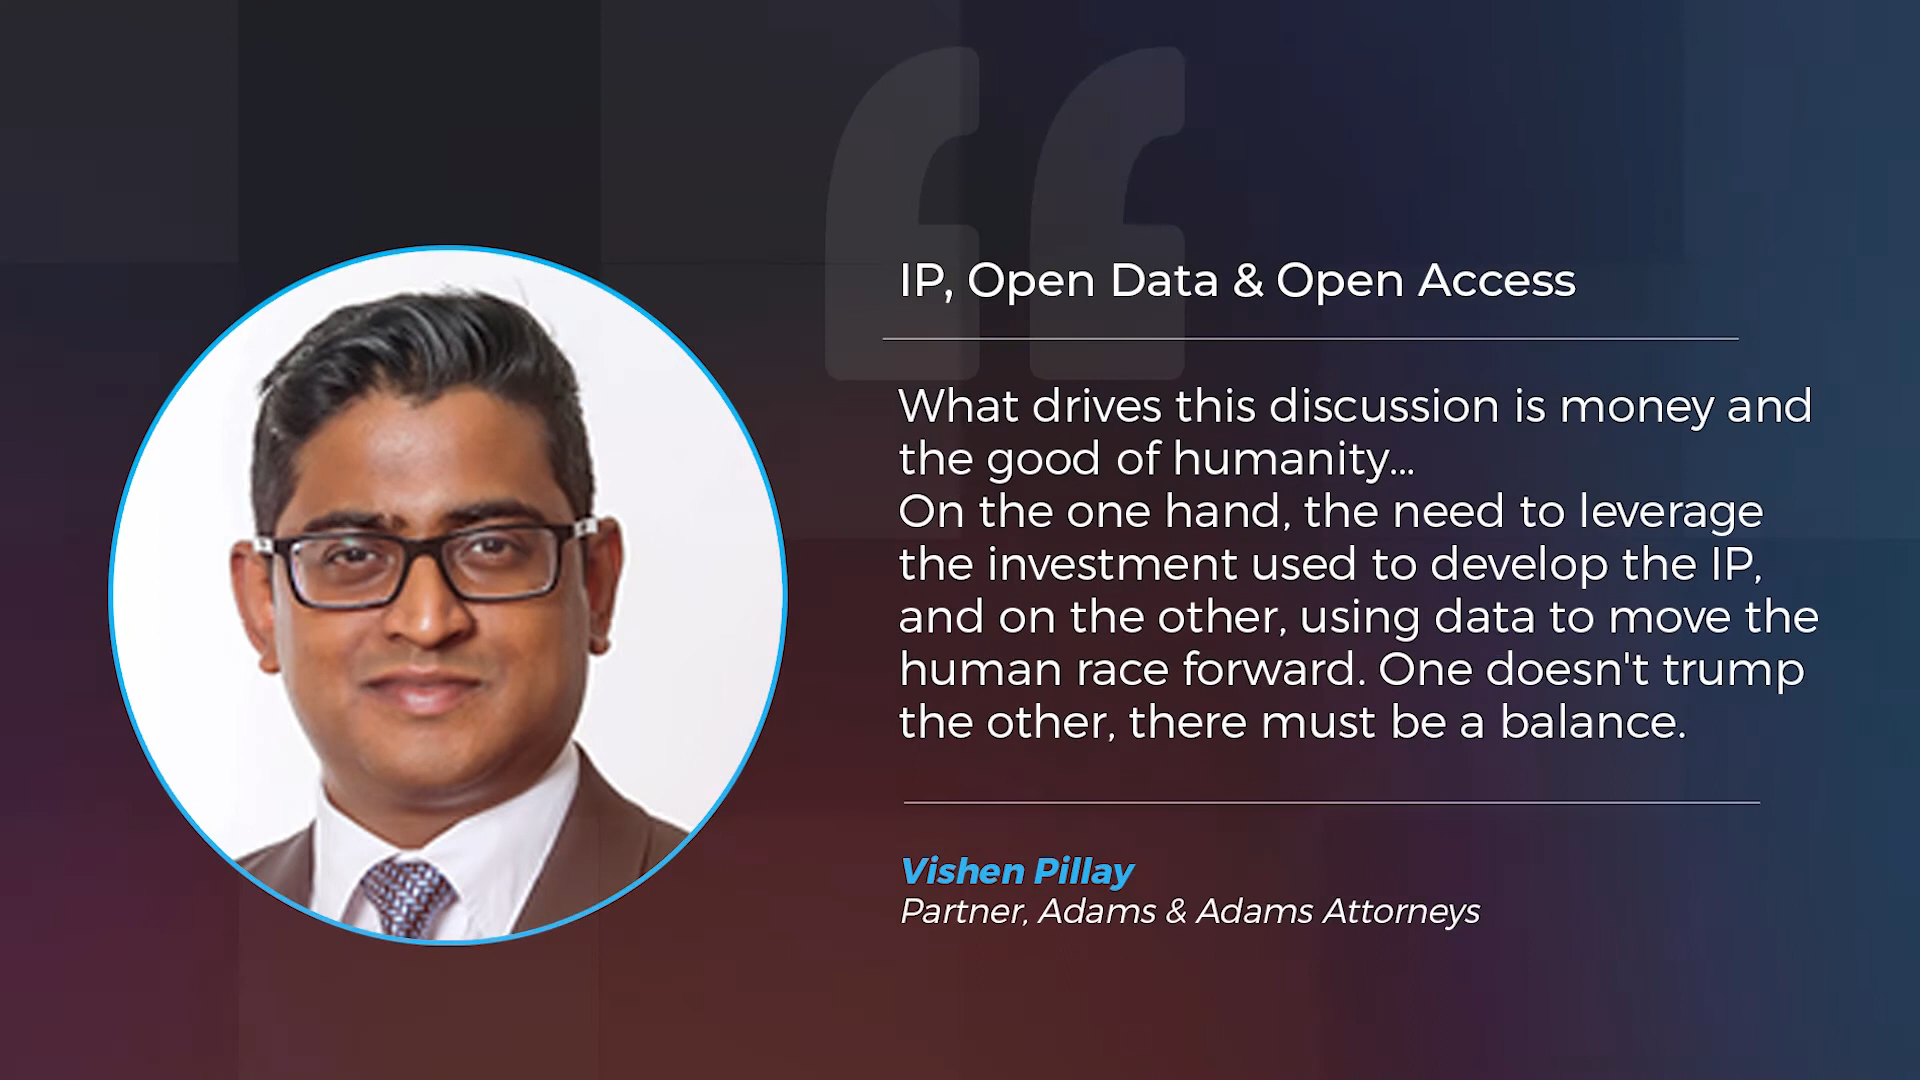 IP, Open Data & Open Access
What drives this discussion is money and
the good of humanity...
On the one hand, the need to leverage
the investment used to develop the IP,
and on the other, using data to move the
human race forward. One doesn't trump
the other, there must be a balance.
Vishen Pillay
Partner, Adams & Adams Attorneys